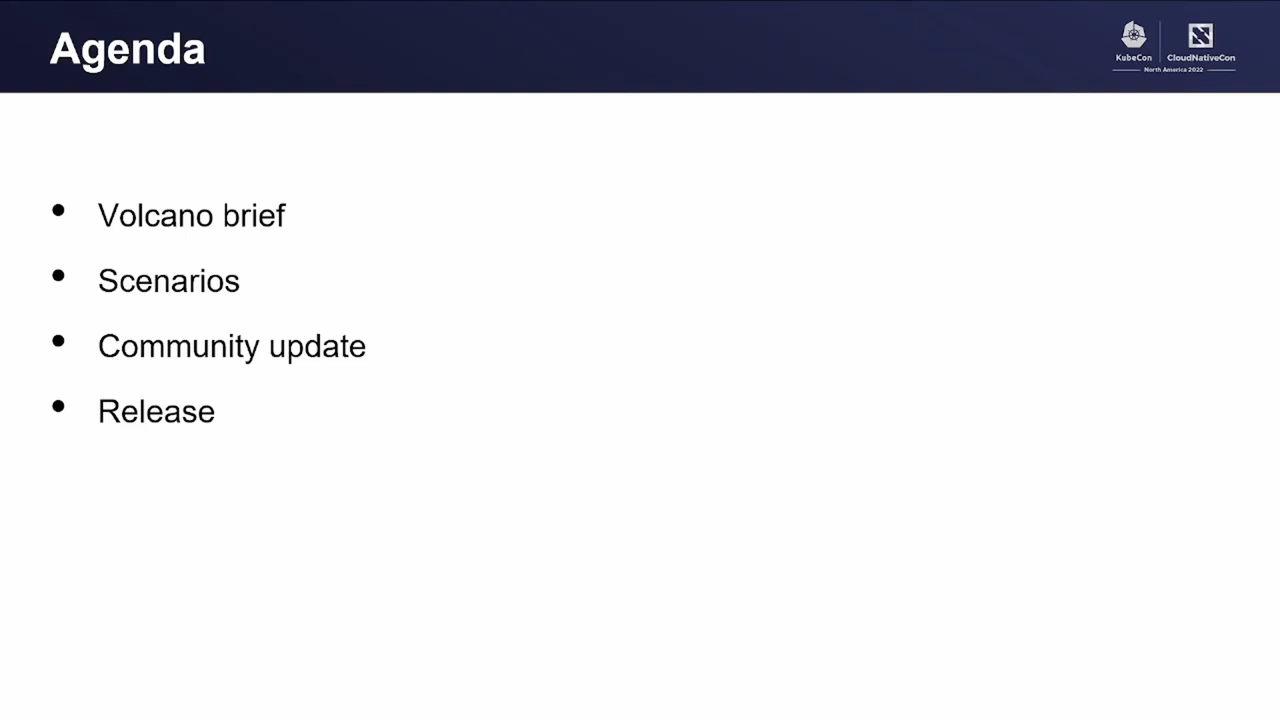 Agenda
KubeCon
CloudNativeCon
North America 2022
• Volcano brief
• Scenarios
• Community update
• Release